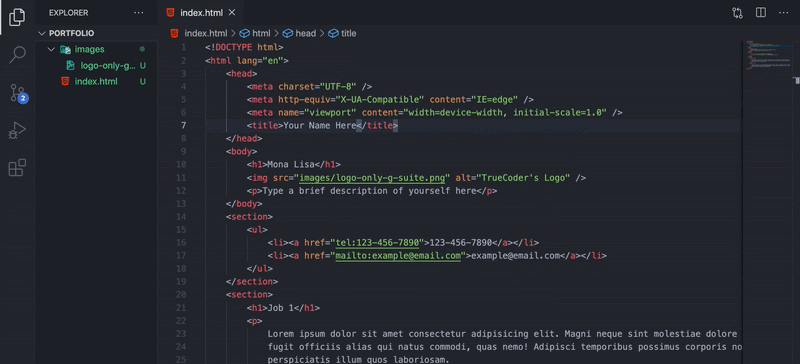 EXPLORER ···
index.html ×
PORTFOLIO
images
logo-only-g... U
index.html U
2
index.html > html > head > title
1 <!DOCTYPE html>
2 <html lang="en">
3 <head>
4 <meta charset="UTF-8" />
5 <meta http-equiv="X-UA-Compatible" content="IE=edge" />
6 <meta name="viewport" content="width=device-width, initial-scale=1.0" />
7 <title>Your Name Here</title>
8 </head>
9 <body>
10 <h1>Mona Lisa</h1>
11 <img src="images/logo-only-g-suite.png" alt="TrueCoder's Logo" />
12 <p>Type a brief description of yourself here</p>
13 </body>
14 <section>
15 <ul>
16 <li><a href="tel:123-456-7890">123-456-7890</a></li>
17 <li><a href="mailto:example@email.com">example@email.com</a></li>
18 </ul>
19 </section>
20 <section>
21 <h1>Job 1</h1>
22 <p>
23 Lorem ipsum dolor sit amet consectetur adipisicing elit. Magni neque sint molestiae dolore
24 fugit officiis alias qui natus commodi, quas nemo! Adipisci temporibus possimus corporis no
25 perspiciatis illum quos laboriosam.